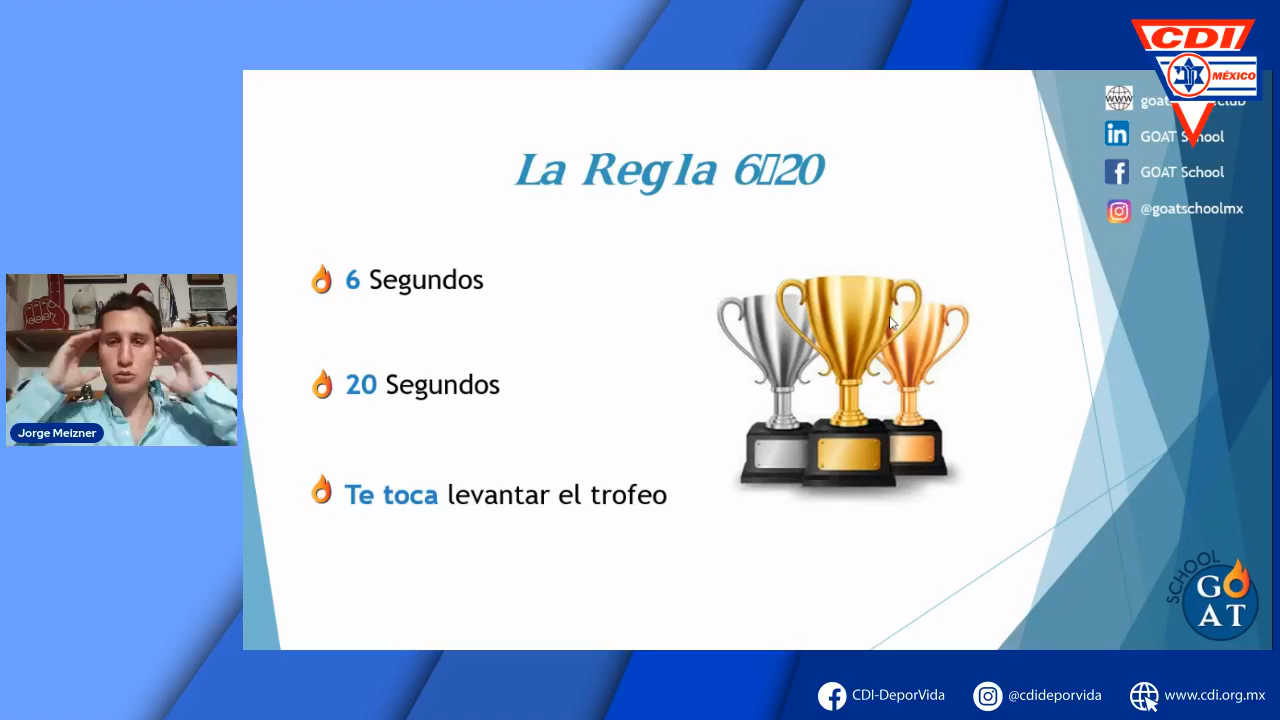 CDI
MÉXICO
www
GOAT School
GOAT School
@goatschoolmx
La Regla 6▯20
6 Segundos
20 Segundos
Te toca levantar el trofeo
Jorge Meizner
SCHOOL
GO
AT
CDI-DeporVida
@cdideporvida
www.cdi.org.mx